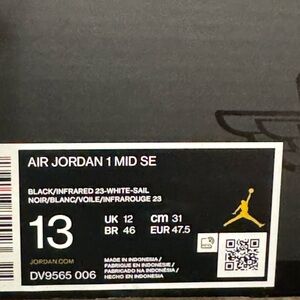 AIR JORDAN 1 MID SE
BLACK/INFRARED 23-WHITE-SAIL
NOIR/BLANC/VOILE/INFRAROUGE 23
13
UK 12 cm 31
BR 46 EUR 47.5
JORDAN.COM
DV9565 006
MADE IN INDONESIA /
FABRIQUÉ EN INDONÉSIE /
FABRICADO NA INDONÉSIA /
HECHO EN INDONESIA